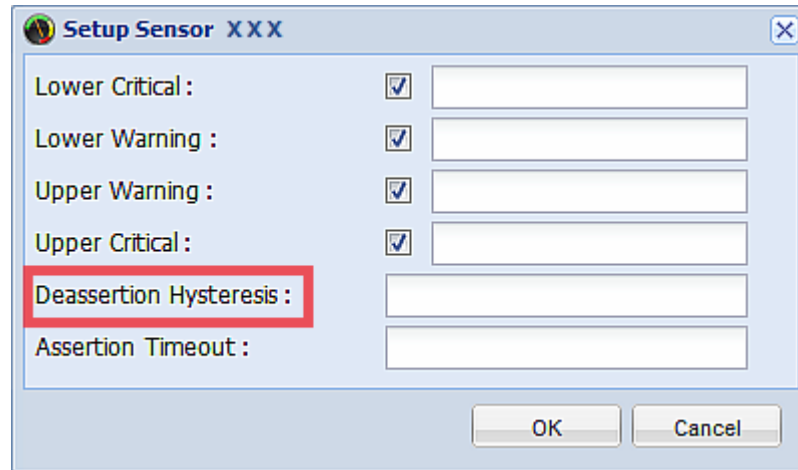 Setup Sensor XXX
Lower Critical:
Lower Warning:
Upper Warning:
Upper Critical:
Deassertion Hysteresis:
Assertion Timeout:
OK Cancel